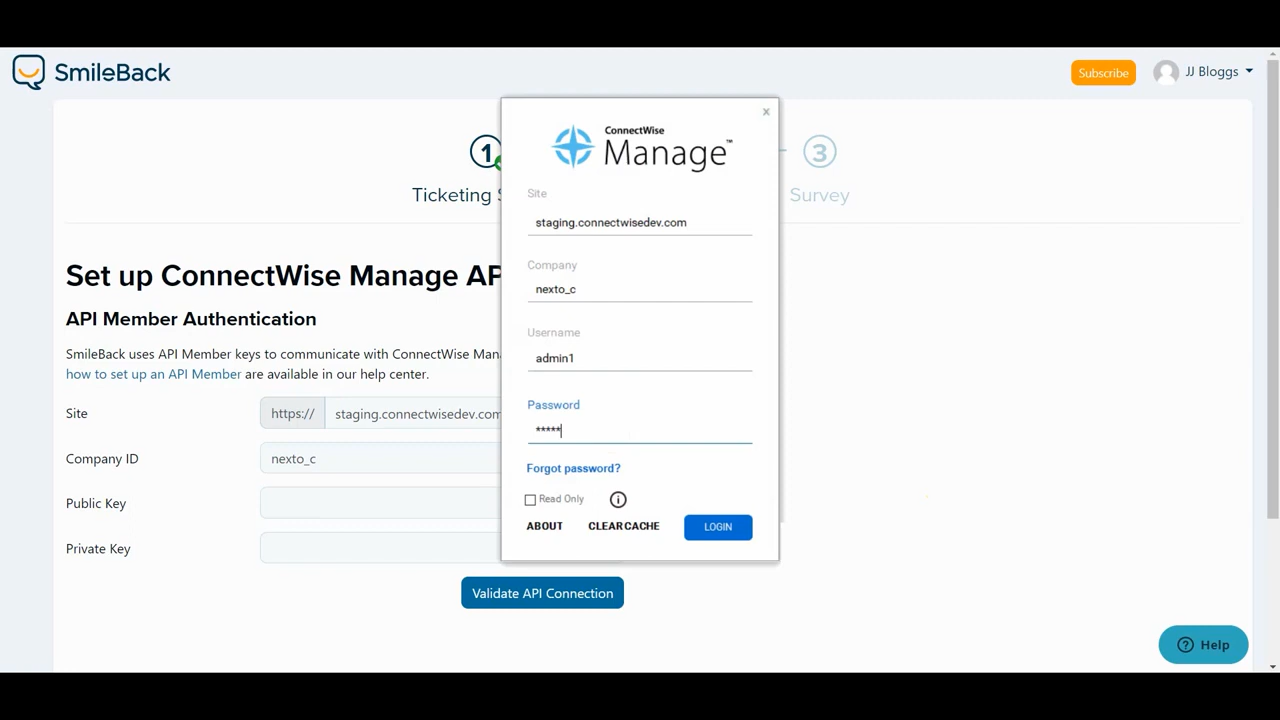 SmileBack
Subscribe
JJ Bloggs
1
Ticketing S
3
Survey
Set up ConnectWise Manage AP
API Member Authentication
SmileBack uses API Member keys to communicate with ConnectWise Man
how to set up an API Member are available in our help center.
Site
https://
staging.connectwisedev.com
Company ID
nexto_c
Public Key
Private Key
Validate API Connection
x
ConnectWise
Manage™
Site
staging.connectwisedev.com
Company
nexto_c
Username
admin1
Password
*****
Forgot password?
Read Only
ABOUT
CLEAR CACHE
LOGIN
Help